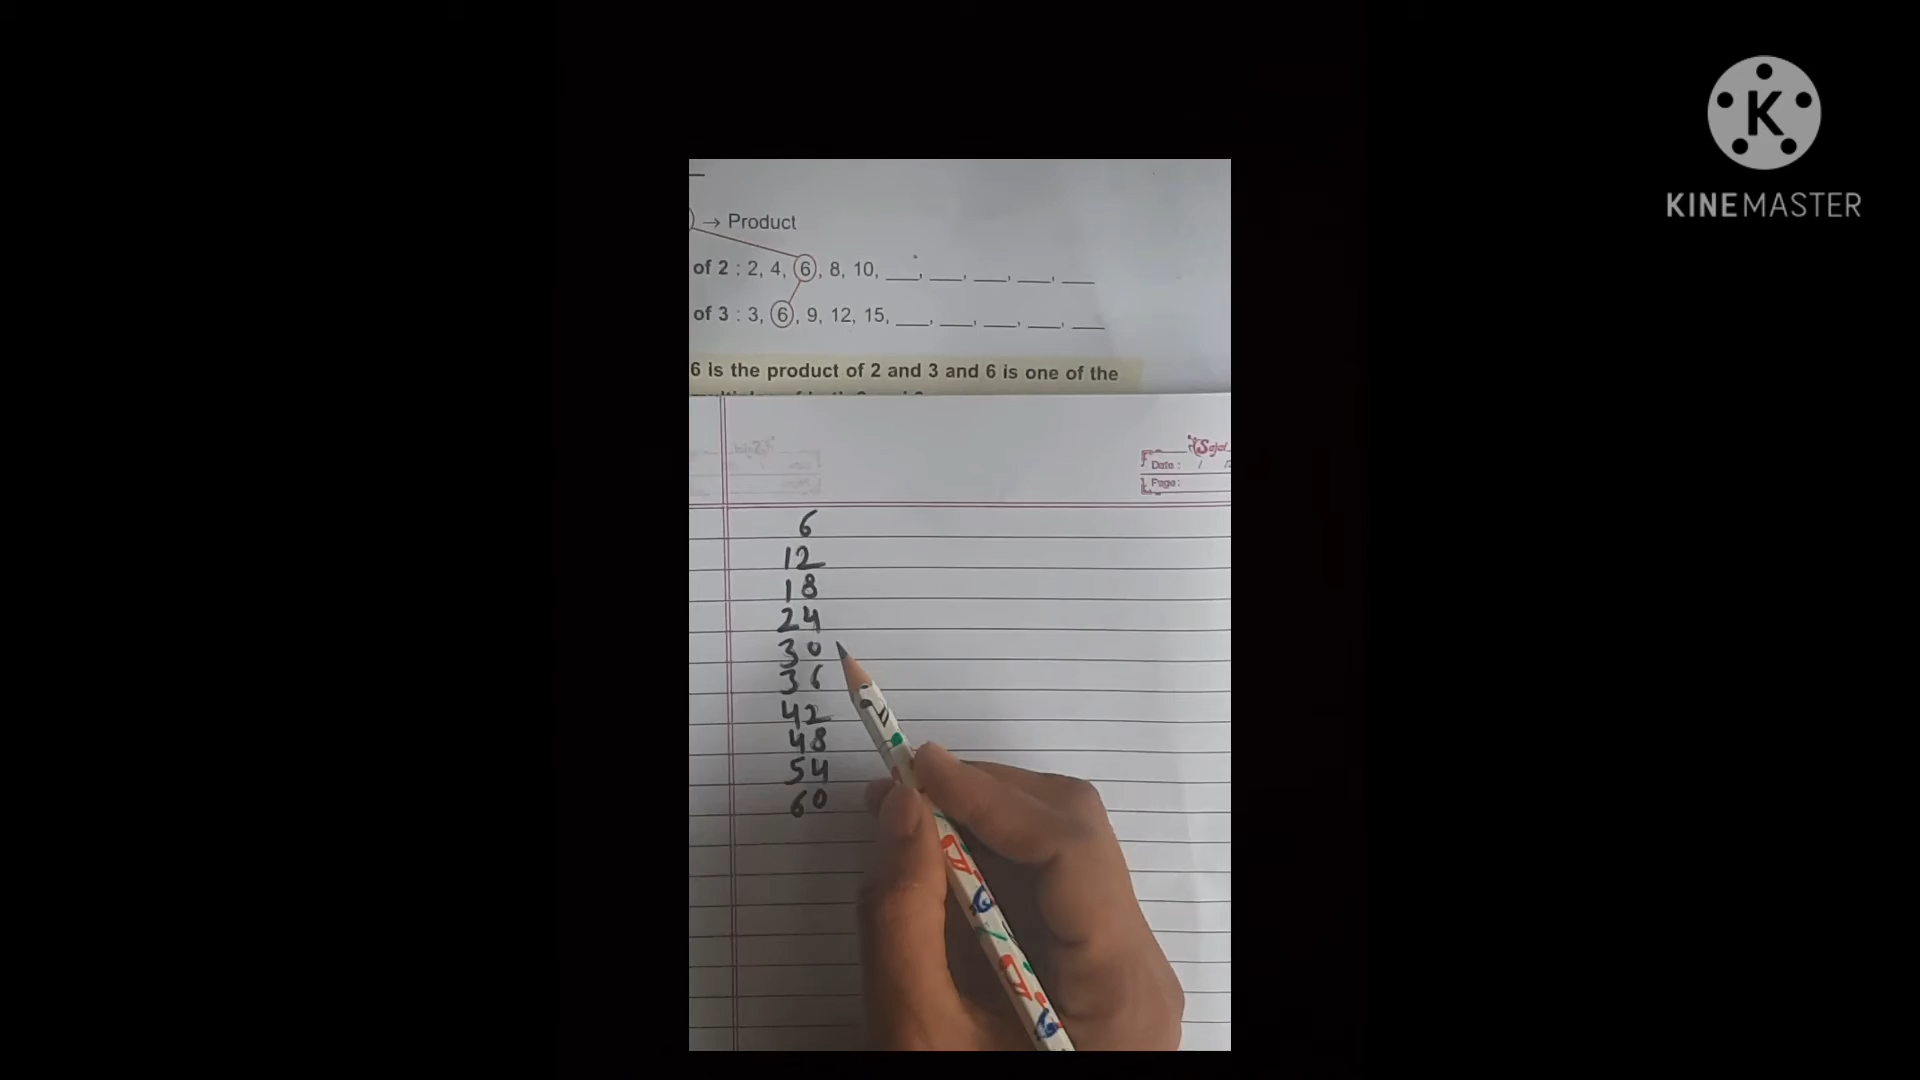 → Product
of 2 : 2, 4, 6, 8, 10, ___, ___, ___, ___, ___
of 3 : 3, 6, 9, 12, 15, ___, ___, ___, ___, ___
6 is the product of 2 and 3 and 6 is one of the
Date :
Page:
6
12
18
24
30
36
42
48
54
60
K
KINEMASTER